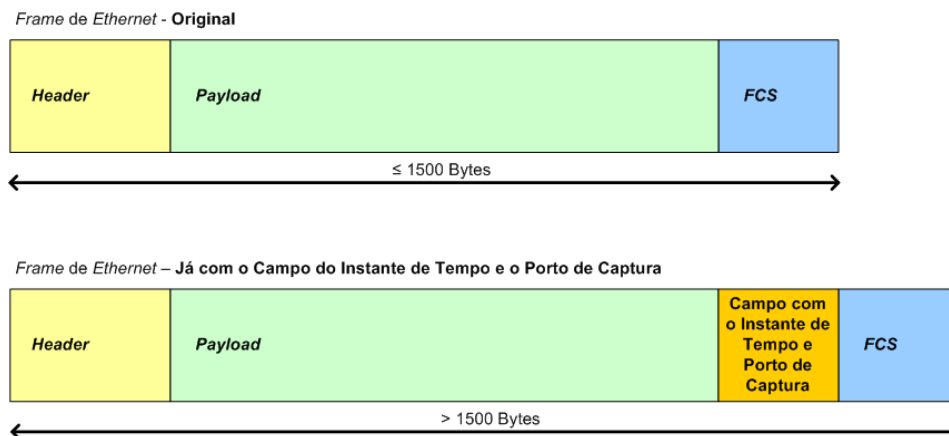 Frame de Ethernet - Original
Header
Payload
FCS
≤ 1500 Bytes
Frame de Ethernet – Já com o Campo do Instante de Tempo e o Porto de Captura
Header
Payload
Campo com
o Instante de
Tempo e
Porto de
Captura
FCS
> 1500 Bytes